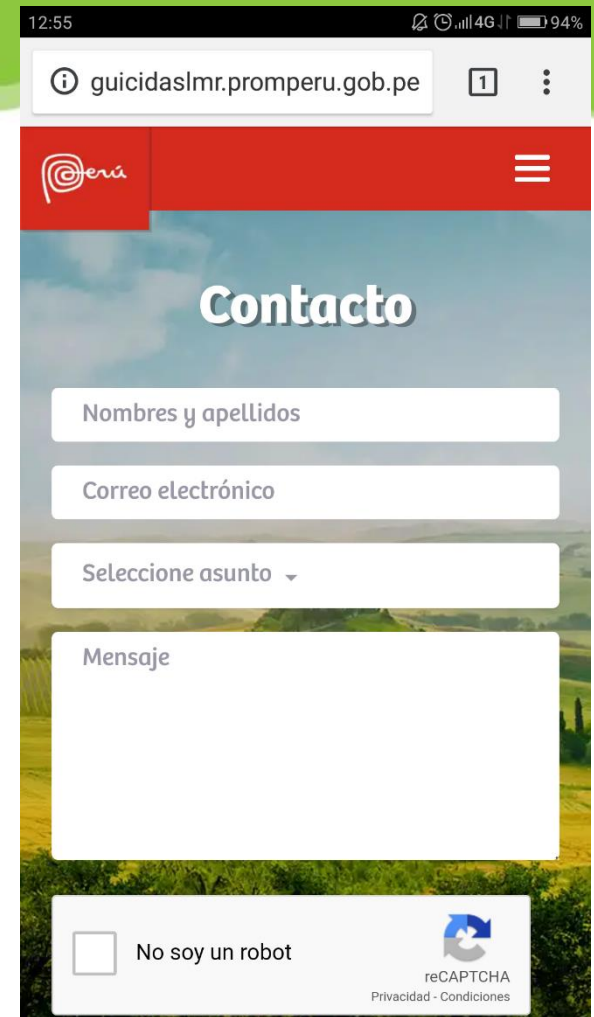 12:55
4G
94%
guicidaslmr.promperu.gob.pe
1
Perú
Contacto
Nombres y apellidos
Correo electrónico
Seleccione asunto
Mensaje
No soy un robot
reCAPTCHA
Privacidad - Condiciones